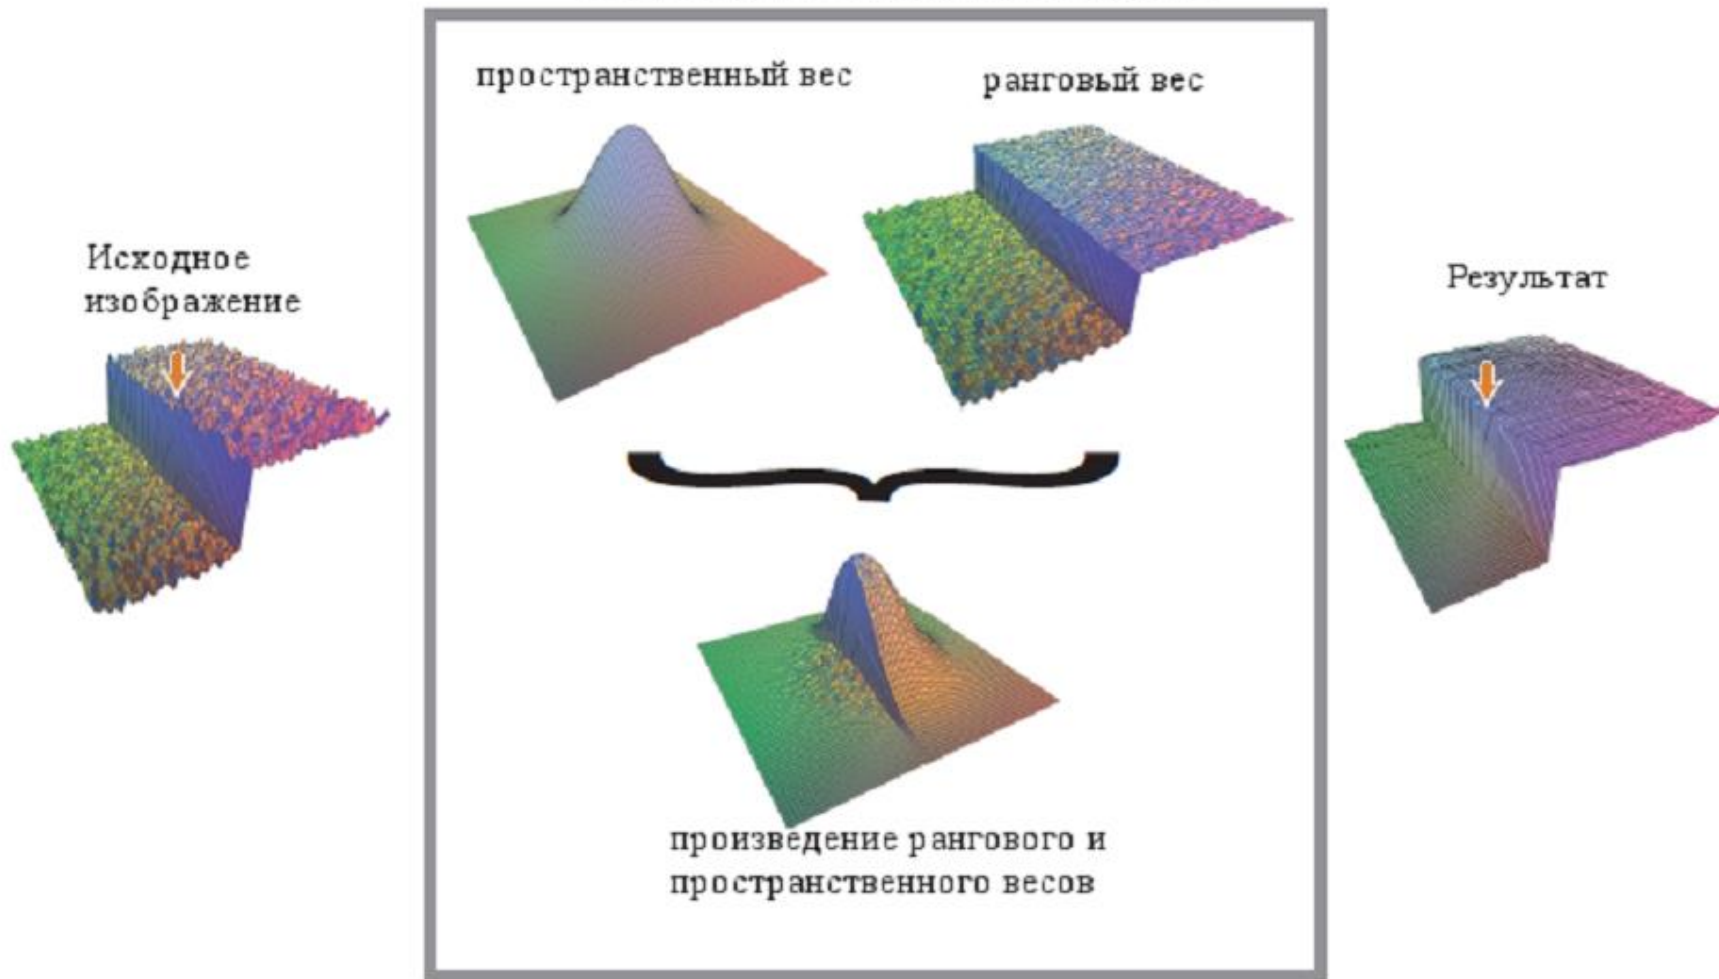 пространственный вес
ранговый вес
Исходное
изображение
Результат
произведение рангового и
пространственного весов